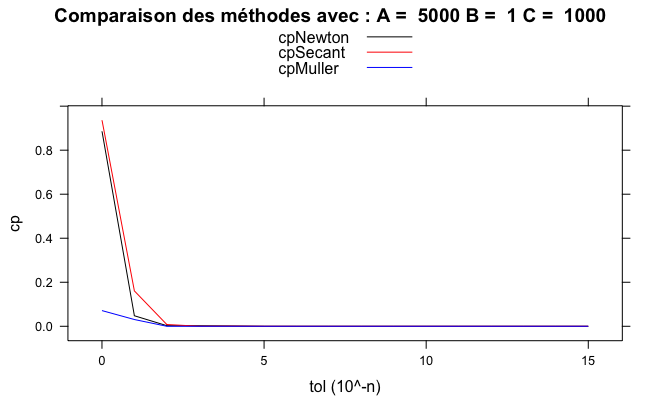 Comparaison des méthodes avec : A = 5000 B = 1 C = 1000
cpNewton
cpSecant
cpMuller
0.8
0.6
0.4
0.2
0.0
cp
0 5 10 15
tol (10^-n)